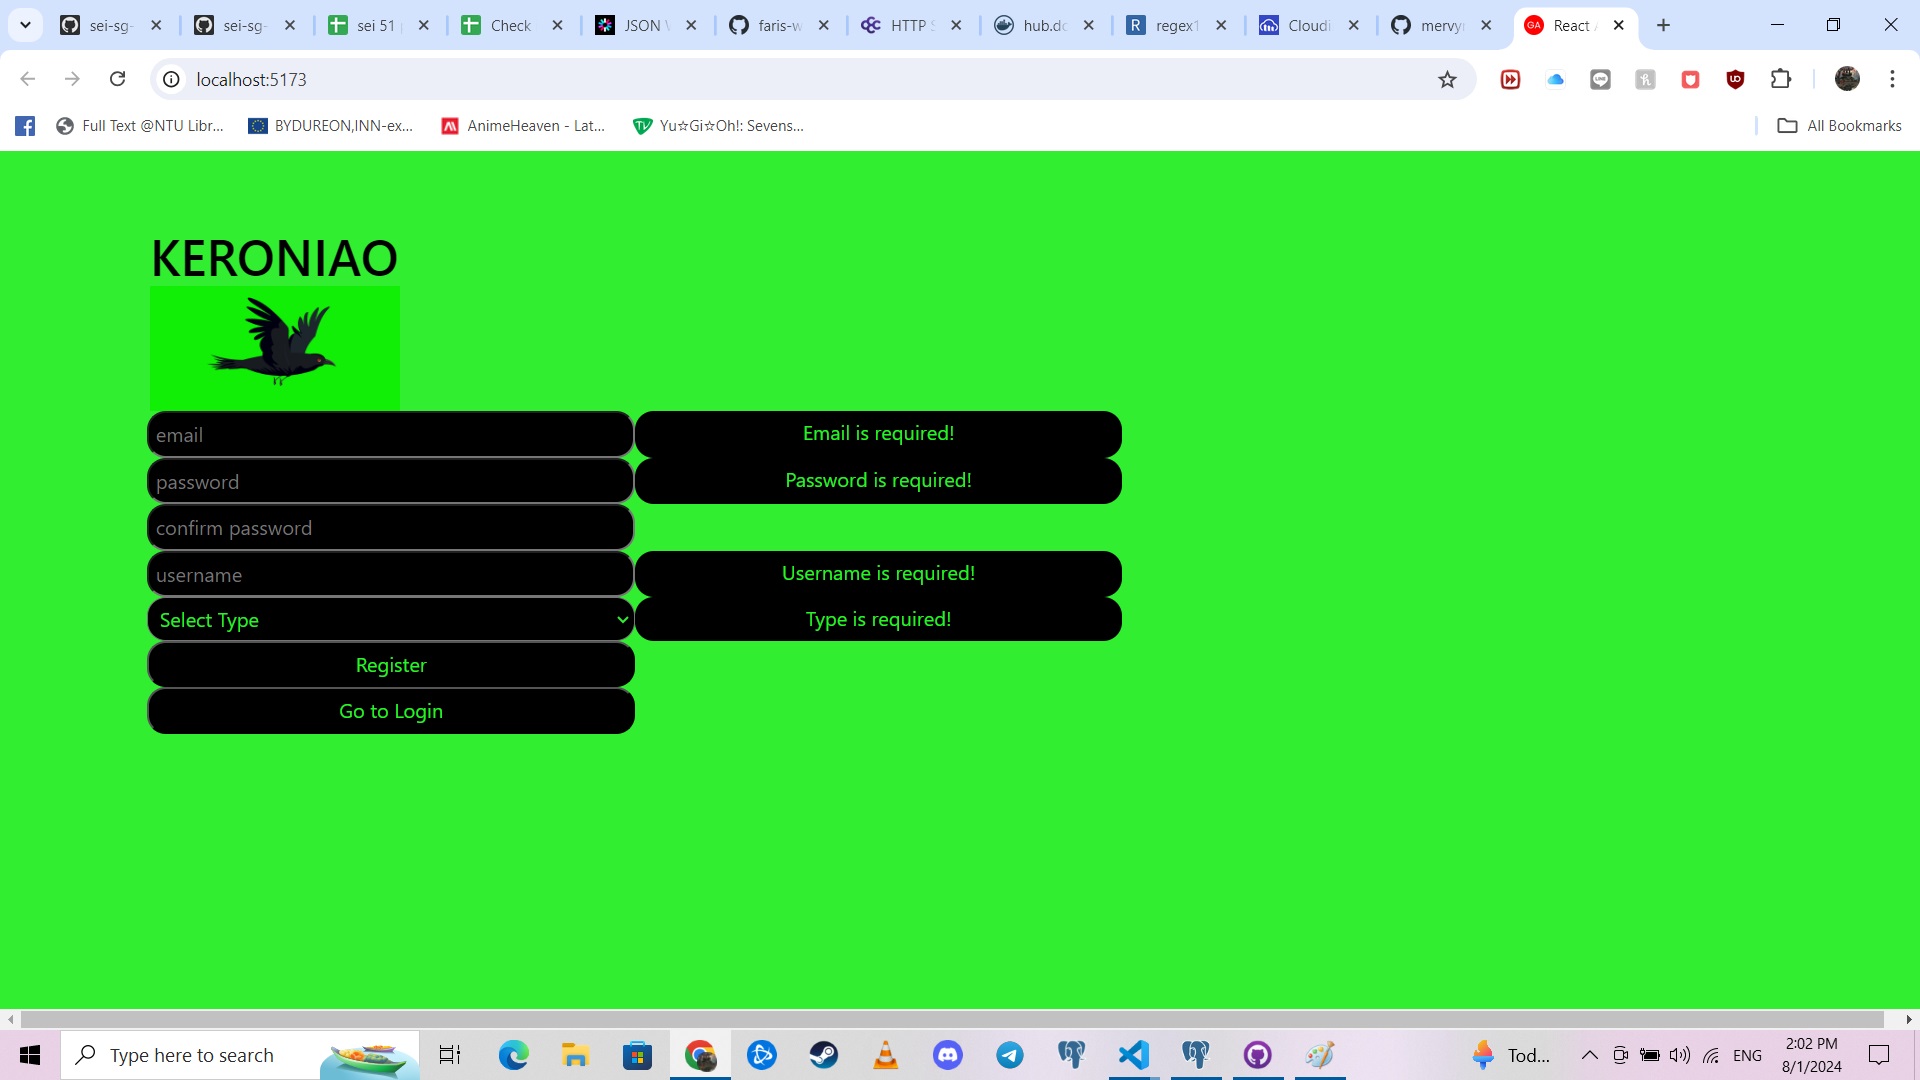 sei-sg-
sei-sg-
sei 51
Check
JSON
faris-w
HTTP
hub.dc
regex1
Cloudi
mervy
GA React
localhost:5173
Full Text @NTU Libr...
BYDUREON,INN-ex...
AnimeHeaven - Lat...
Yu☆Gi☆Oh!: Sevens...
All Bookmarks
KERONIAO
email
Email is required!
password
Password is required!
confirm password
username
Username is required!
Select Type
Type is required!
Register
Go to Login
Type here to search
Tod...
ENG
2:02 PM
8/1/2024